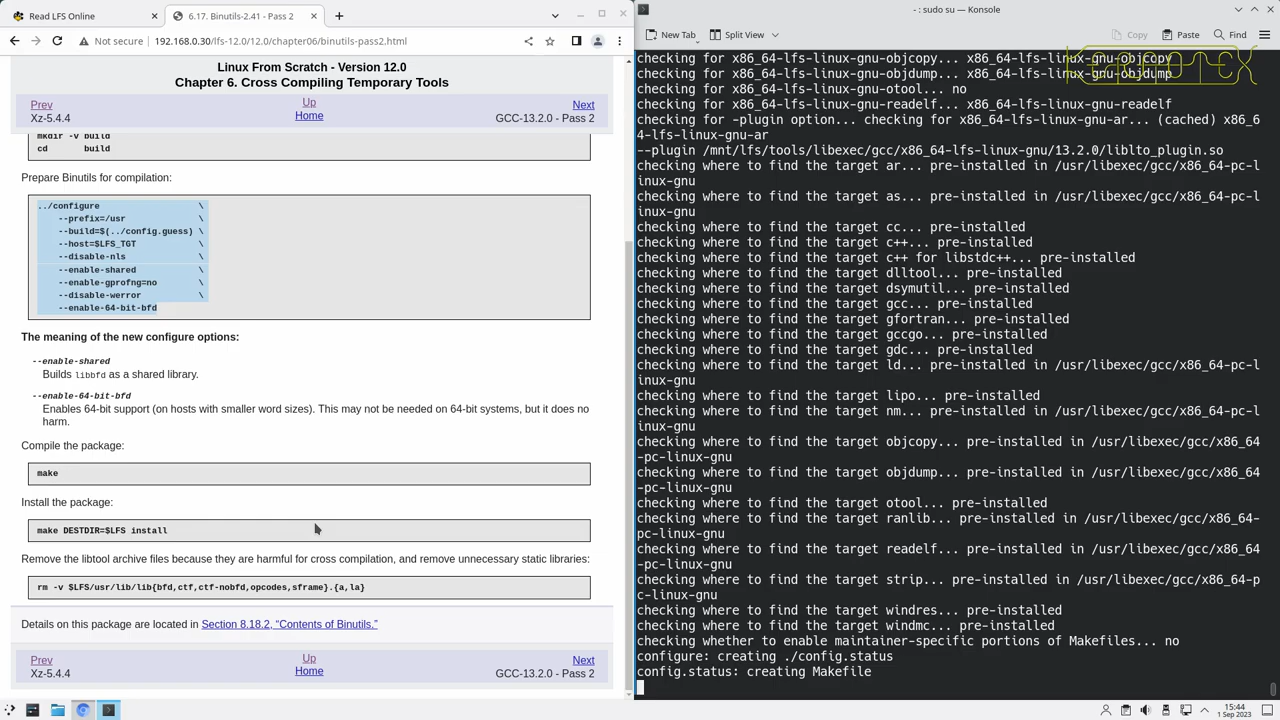 Read LFS Online
6.17. Binutils-2.41 - Pass 2
Not secure
192.168.0.30/lfs-12.0/12.0/chapter06/binutils-pass2.html
Linux From Scratch - Version 12.0
Chapter 6. Cross Compiling Temporary Tools
Prev
Up
Next
Xz-5.4.4
Home
GCC-13.2.0 - Pass 2
mkdir -v build
cd       build
Prepare Binutils for compilation:
../configure                   \
--prefix=/usr              \
--build=$(../config.guess) \
--host=$LFS_TGT            \
--disable-nls              \
--enable-shared            \
--enable-gprofng=no        \
--disable-werror           \
--enable-64-bit-bfd
The meaning of the new configure options:
--enable-shared
Builds libbfd as a shared library.
--enable-64-bit-bfd
Enables 64-bit support (on hosts with smaller word sizes). This may not be needed on 64-bit systems, but it does no
harm.
Compile the package:
make
Install the package:
make DESTDIR=$LFS install
Remove the libtool archive files because they are harmful for cross compilation, and remove unnecessary static libraries:
rm -v $LFS/usr/lib/lib{bfd,ctf,ctf-nobfd,opcodes,sframe}.{a,la}
Details on this package are located in Section 8.18.2, “Contents of Binutils.”
Prev
Up
Next
Xz-5.4.4
Home
GCC-13.2.0 - Pass 2
- : sudo su — Konsole
New Tab
Split View
Copy
Paste
Find
checking for x86_64-lfs-linux-gnu-objcopy... x86_64-lfs-linux-gnu-objcopy
checking for x86_64-lfs-linux-gnu-objdump... x86_64-lfs-linux-gnu-objdump
checking for x86_64-lfs-linux-gnu-otool... no
checking for x86_64-lfs-linux-gnu-readelf... x86_64-lfs-linux-gnu-readelf
checking for -plugin option... checking for x86_64-lfs-linux-gnu-ar... (cached) x86_6
4-lfs-linux-gnu-ar
--plugin /mnt/lfs/tools/libexec/gcc/x86_64-lfs-linux-gnu/13.2.0/liblto_plugin.so
checking where to find the target ar... pre-installed in /usr/libexec/gcc/x86_64-pc-l
inux-gnu
checking where to find the target as... pre-installed in /usr/libexec/gcc/x86_64-pc-l
inux-gnu
checking where to find the target cc... pre-installed
checking where to find the target c++... pre-installed
checking where to find the target c++ for libstdc++... pre-installed
checking where to find the target dlltool... pre-installed
checking where to find the target dsymutil... pre-installed
checking where to find the target gcc... pre-installed
checking where to find the target gfortran... pre-installed
checking where to find the target gccgo... pre-installed
checking where to find the target gdc... pre-installed
checking where to find the target ld... pre-installed in /usr/libexec/gcc/x86_64-pc-l
inux-gnu
checking where to find the target lipo... pre-installed
checking where to find the target nm... pre-installed in /usr/libexec/gcc/x86_64-pc-l
inux-gnu
checking where to find the target objcopy... pre-installed in /usr/libexec/gcc/x86_64
-pc-linux-gnu
checking where to find the target objdump... pre-installed in /usr/libexec/gcc/x86_64
-pc-linux-gnu
checking where to find the target otool... pre-installed
checking where to find the target ranlib... pre-installed in /usr/libexec/gcc/x86_64-
pc-linux-gnu
checking where to find the target readelf... pre-installed in /usr/libexec/gcc/x86_64
-pc-linux-gnu
checking where to find the target strip... pre-installed in /usr/libexec/gcc/x86_64-p
c-linux-gnu
checking where to find the target windres... pre-installed
checking where to find the target windmc... pre-installed
checking whether to enable maintainer-specific portions of Makefiles... no
configure: creating ./config.status
config.status: creating Makefile
15:44
1 Sep 2023